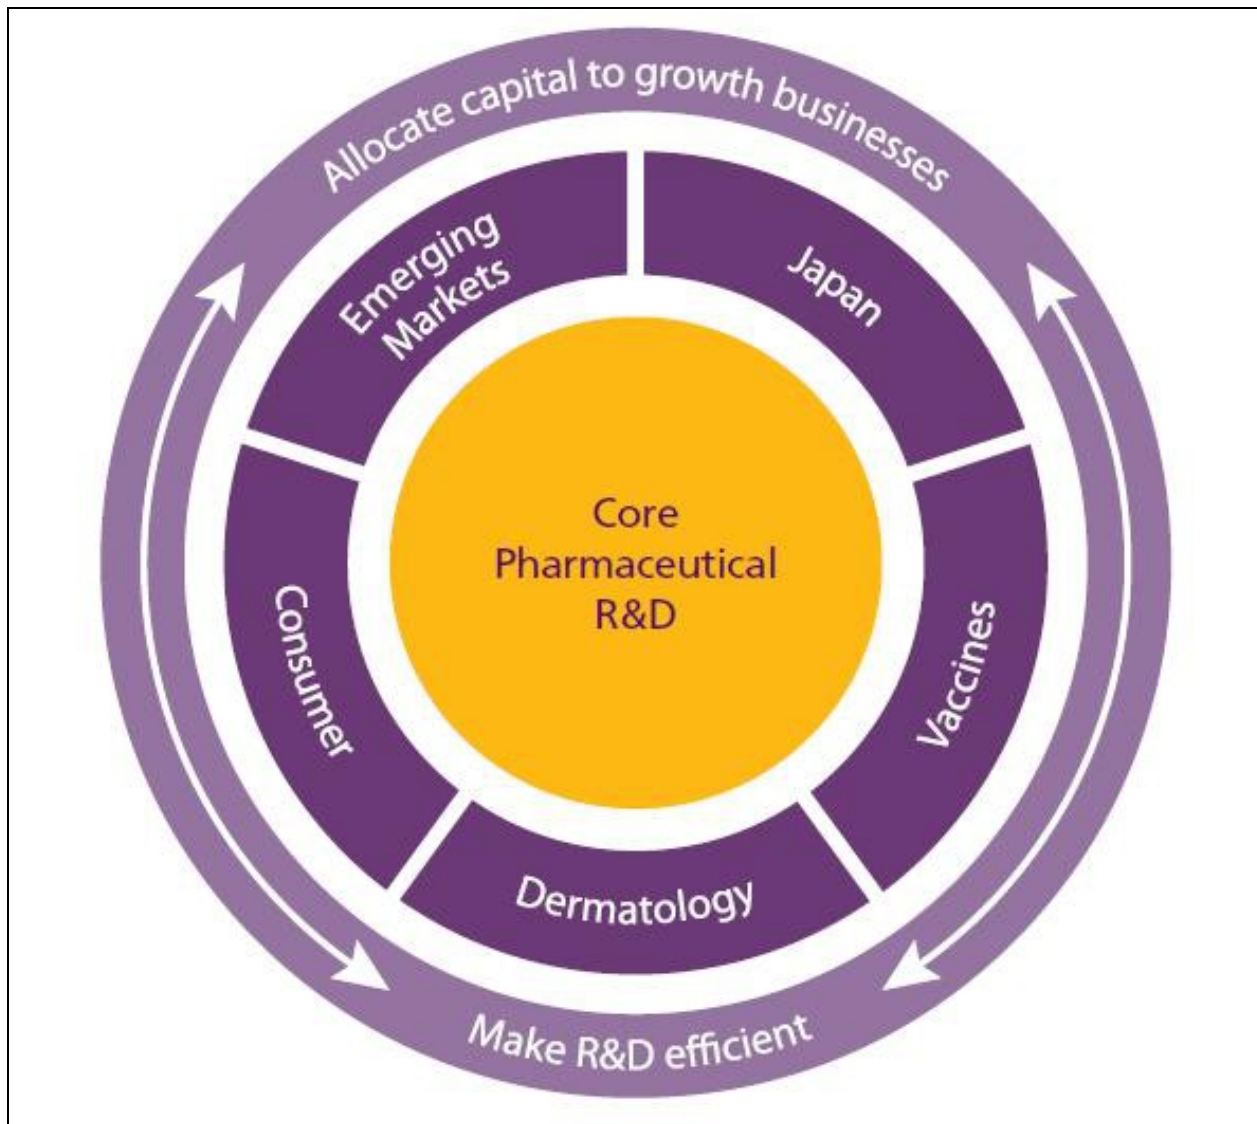 Allocate capital to growth businesses
Emerging
Markets
Japan
Core
Pharmaceutical
R&D
Consumer
Vaccines
Dermatology
Make R&D efficient